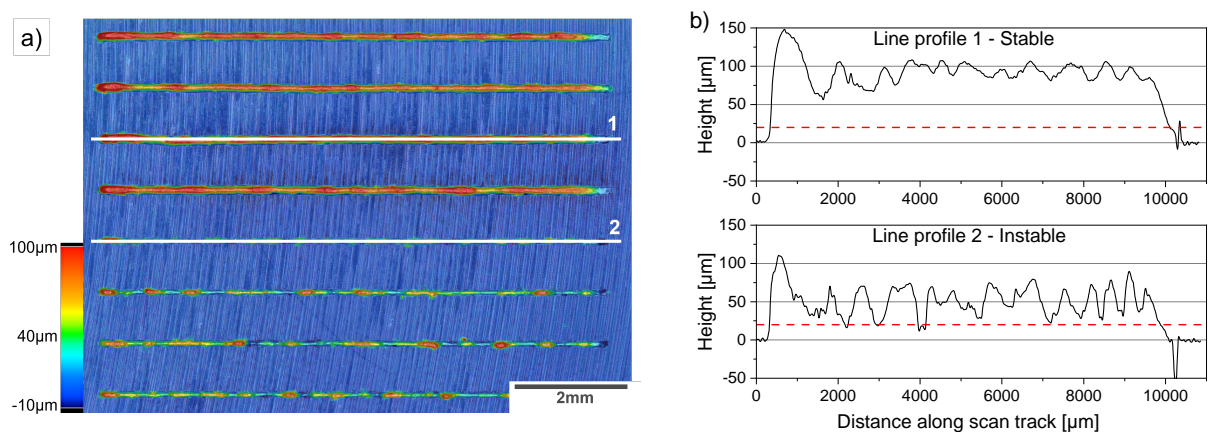 a)
1
2
100µm
40µm
-10µm
2mm
b)
Line profile 1 - Stable
Height [µm]
150
100
50
0
-50
0 2000 4000 6000 8000 10000
Line profile 2 - Instable
Height [µm]
150
100
50
0
-50
0 2000 4000 6000 8000 10000
Distance along scan track [µm]